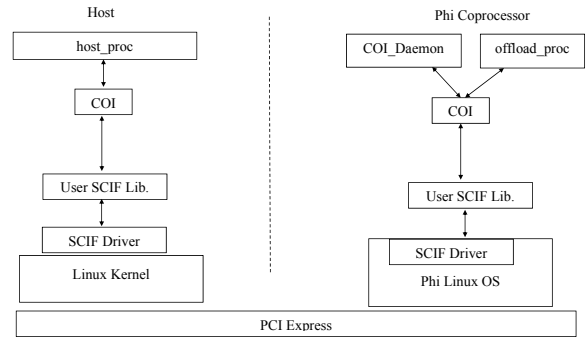 Host
host_proc
COI
User SCIF Lib.
SCIF Driver
Linux Kernel
Phi Coprocessor
COI_Daemon
offload_proc
COI
User SCIF Lib.
SCIF Driver
Phi Linux OS
PCI Express